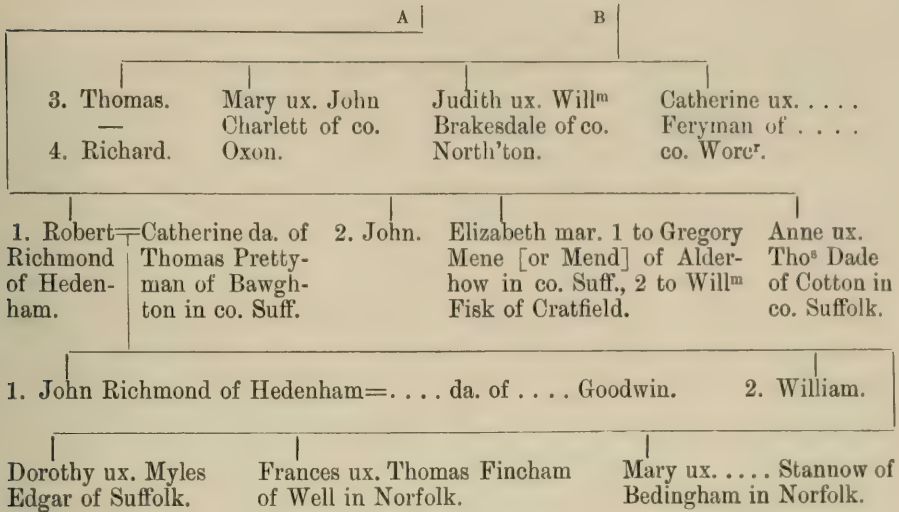 A B
3. Thomas.
—
4. Richard.
Mary ux. John
Charlett of co.
Oxon.
Judith ux. Willᵐ
Brakesdale of co.
North'ton.
Catherine ux. . . . .
Feryman of . . . .
co. Worcʳ.
1. Robert=
Richmond
of Heden-
ham.
Catherine da. of
Thomas Pretty-
man of Bawgh-
ton in co. Suff.
2. John.
Elizabeth mar. 1 to Gregory
Mene [or Mend] of Alder-
how in co. Suff., 2 to Willᵐ
Fisk of Cratfield.
Anne ux.
Thoˢ Dade
of Cotton in
co. Suffolk.
1. John Richmond of Hedenham=. . . . da. of . . . . Goodwin.
2. William.
Dorothy ux. Myles
Edgar of Suffolk.
Frances ux. Thomas Fincham
of Well in Norfolk.
Mary ux. . . . . Stannow of
Bedingham in Norfolk.